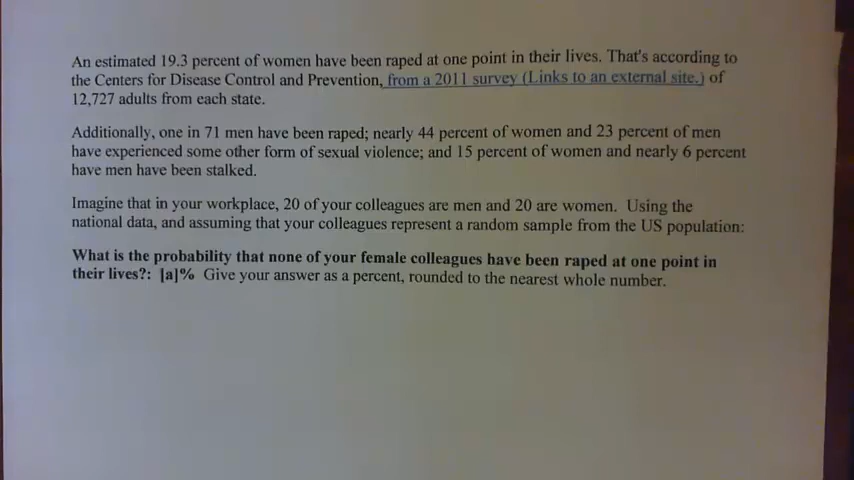 An estimated 19.3 percent of women have been raped at one point in their lives. That's according to
the Centers for Disease Control and Prevention, from a 2011 survey (Links to an external site.) of
12,727 adults from each state.
Additionally, one in 71 men have been raped; nearly 44 percent of women and 23 percent of men
have experienced some other form of sexual violence; and 15 percent of women and nearly 6 percent
have men have been stalked.
Imagine that in your workplace, 20 of your colleagues are men and 20 are women. Using the
national data, and assuming that your colleagues represent a random sample from the US population:
What is the probability that none of your female colleagues have been raped at one point in
their lives?: [a]% Give your answer as a percent, rounded to the nearest whole number.